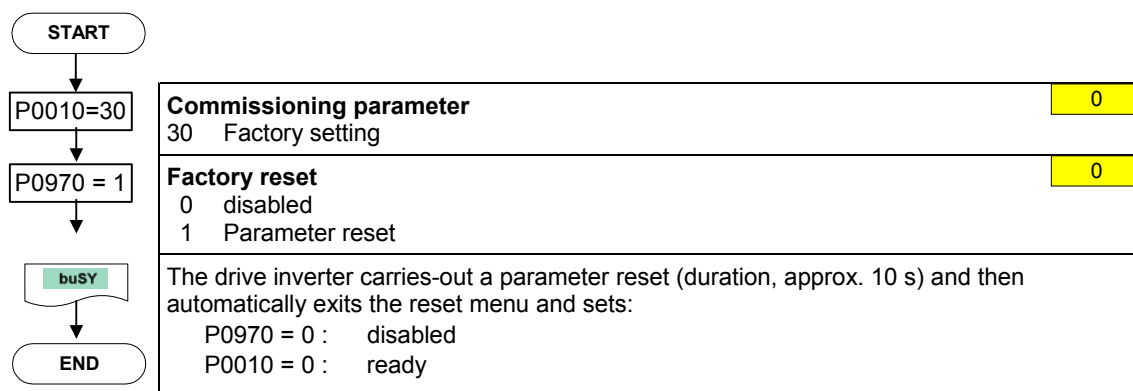 START
P0010=30
Commissioning parameter
0
30 Factory setting
P0970 = 1
Factory reset
0
0 disabled
1 Parameter reset
buSY
The drive inverter carries-out a parameter reset (duration, approx. 10 s) and then
automatically exits the reset menu and sets:
P0970 = 0 : disabled
P0010 = 0 : ready
END